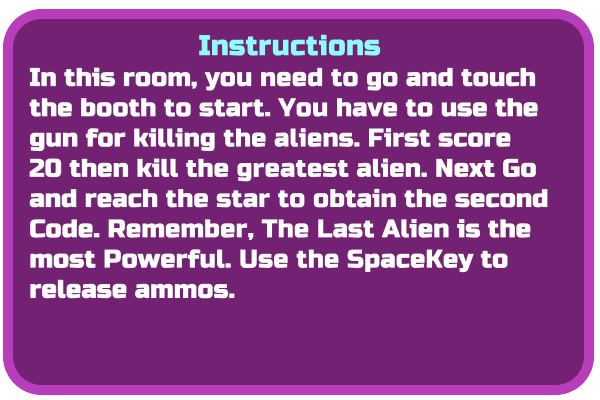 Instructions
In this room, you need to go and touch
the booth to start. You have to use the
gun for killing the aliens. First score
20 then kill the greatest alien. Next Go
and reach the star to obtain the second
Code. Remember, The Last Alien is the
most Powerful. Use the SpaceKey to
release ammos.